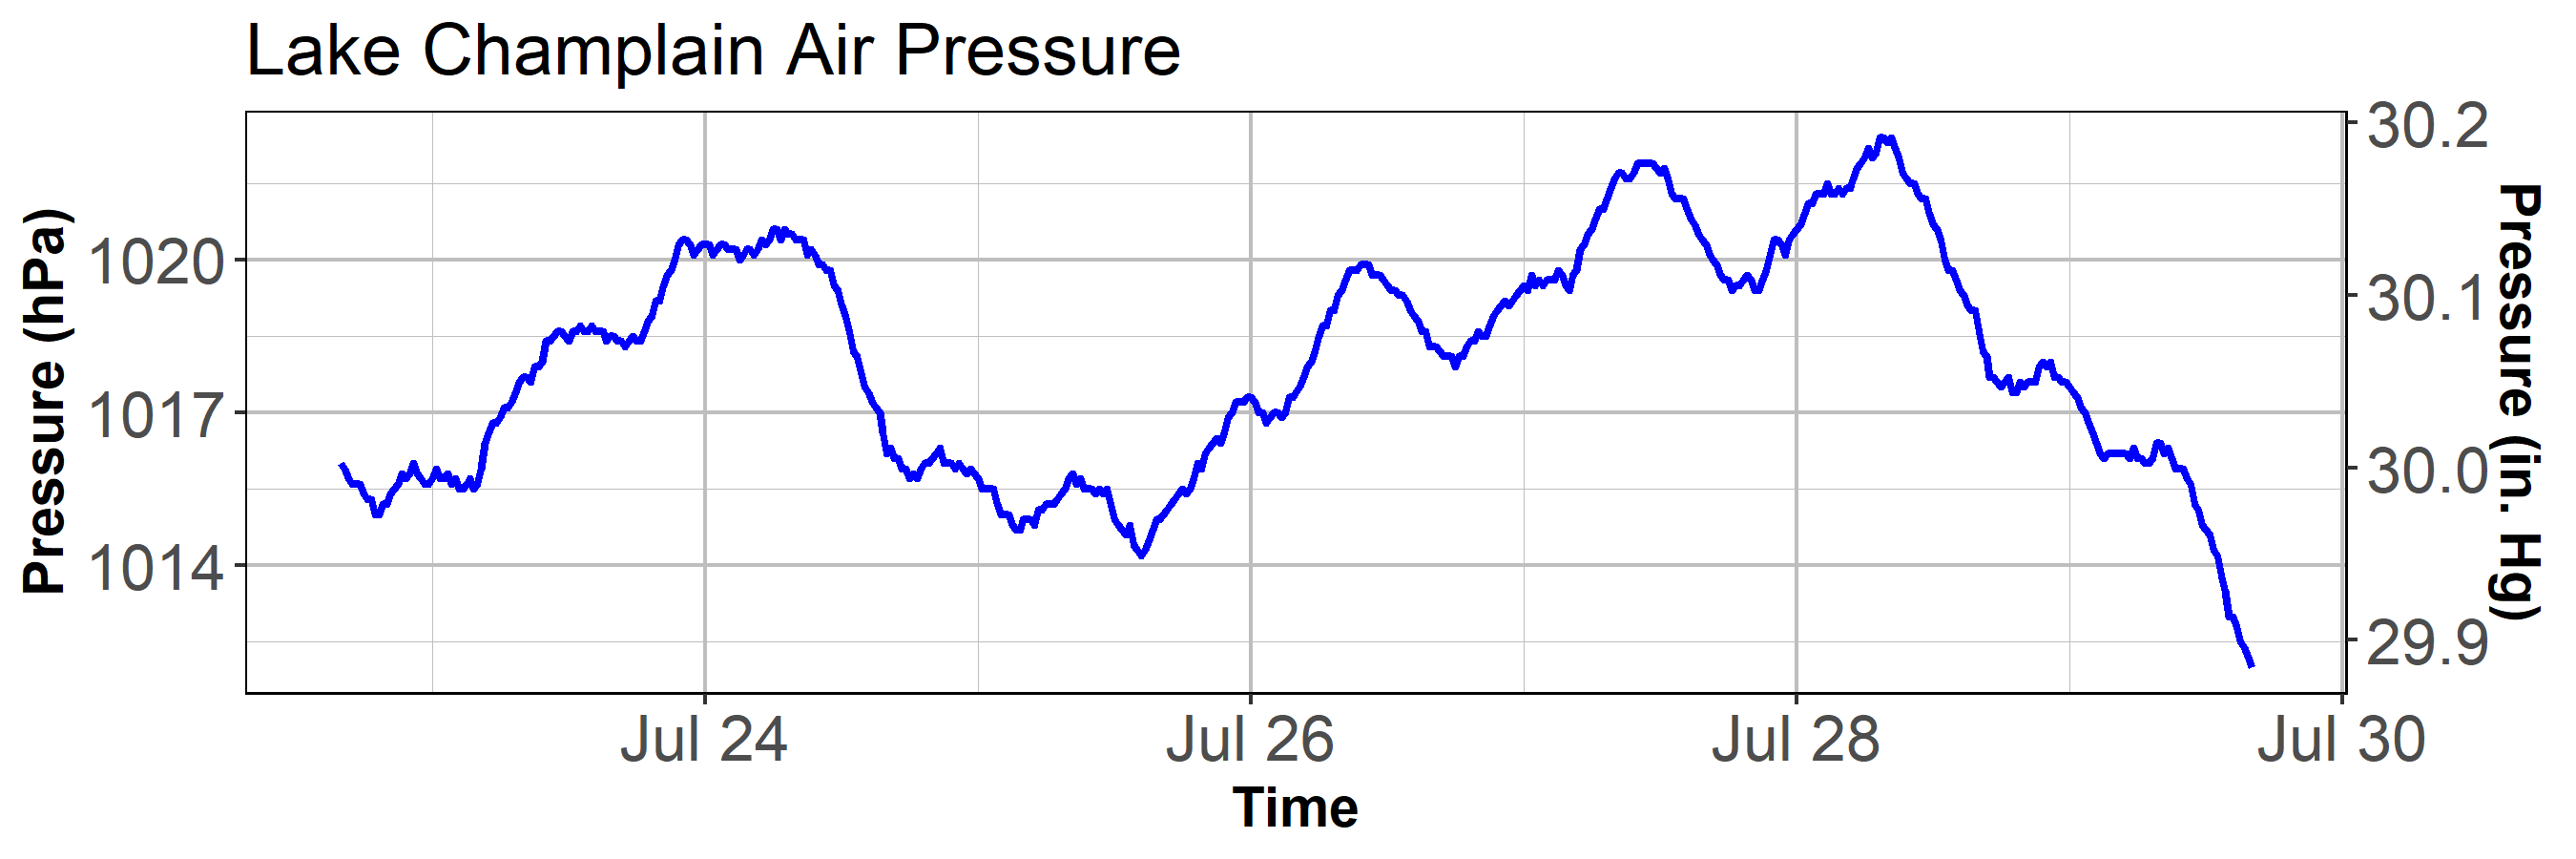 Lake Champlain Air Pressure
Pressure (hPa)
1020
1017
1014
30.2
30.1
30.0
29.9
Pressure (in. Hg)
Jul 24
Jul 26
Jul 28
Jul 30
Time